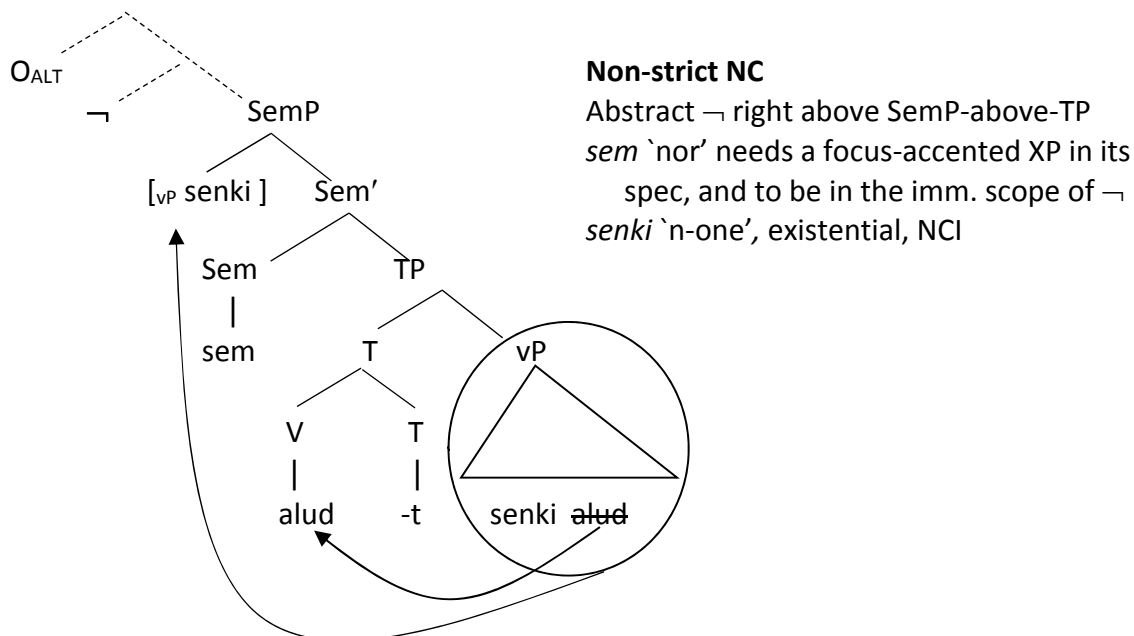 O_ALT
¬
SemP
[vP senki ] Sem′
Sem TP
sem T vP
V T
alud -t senki alud
Non-strict NC
Abstract ¬ right above SemP-above-TP
sem `nor’ needs a focus-accented XP in its
spec, and to be in the imm. scope of ¬
senki `n-one’, existential, NCI